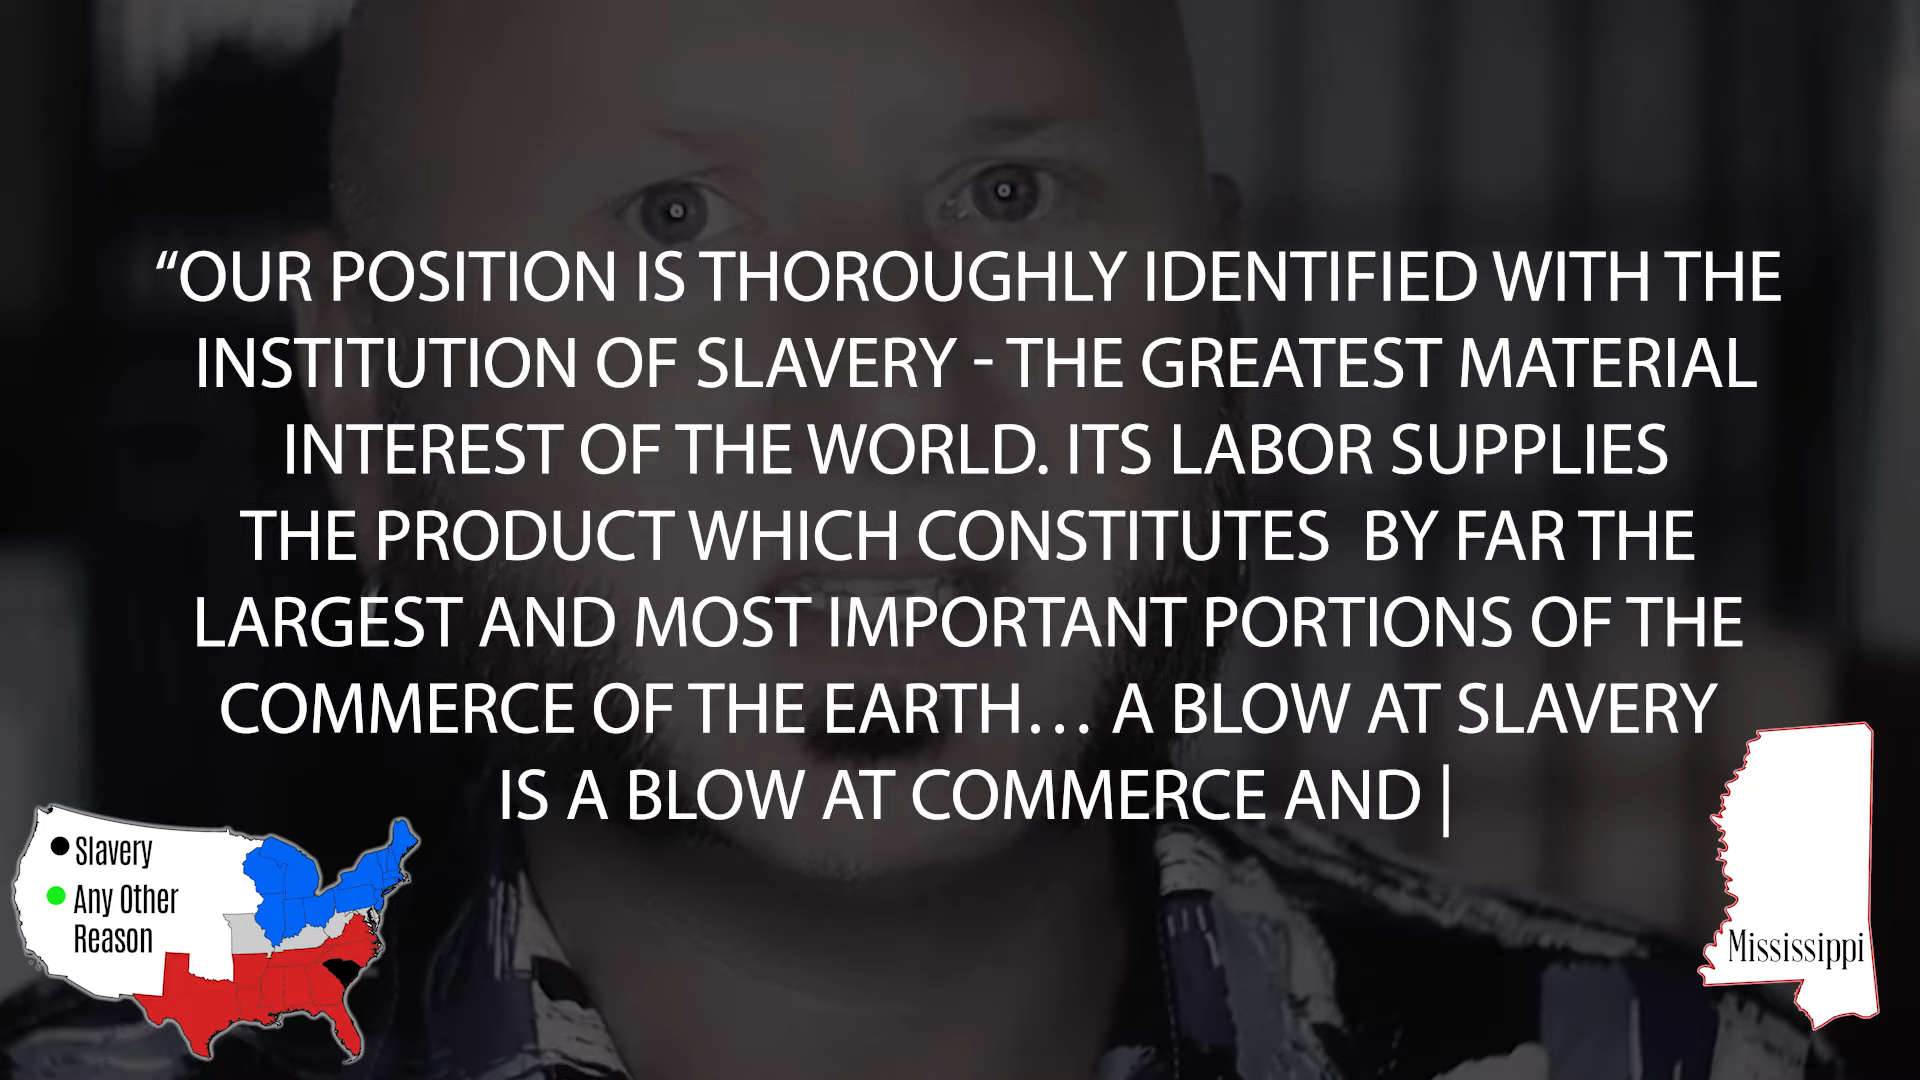 “OUR POSITION IS THOROUGHLY IDENTIFIED WITH THE
INSTITUTION OF SLAVERY - THE GREATEST MATERIAL
INTEREST OF THE WORLD. ITS LABOR SUPPLIES
THE PRODUCT WHICH CONSTITUTES BY FAR THE
LARGEST AND MOST IMPORTANT PORTIONS OF THE
COMMERCE OF THE EARTH... A BLOW AT SLAVERY
IS A BLOW AT COMMERCE AND |
Slavery
Any Other
Reason
Mississippi